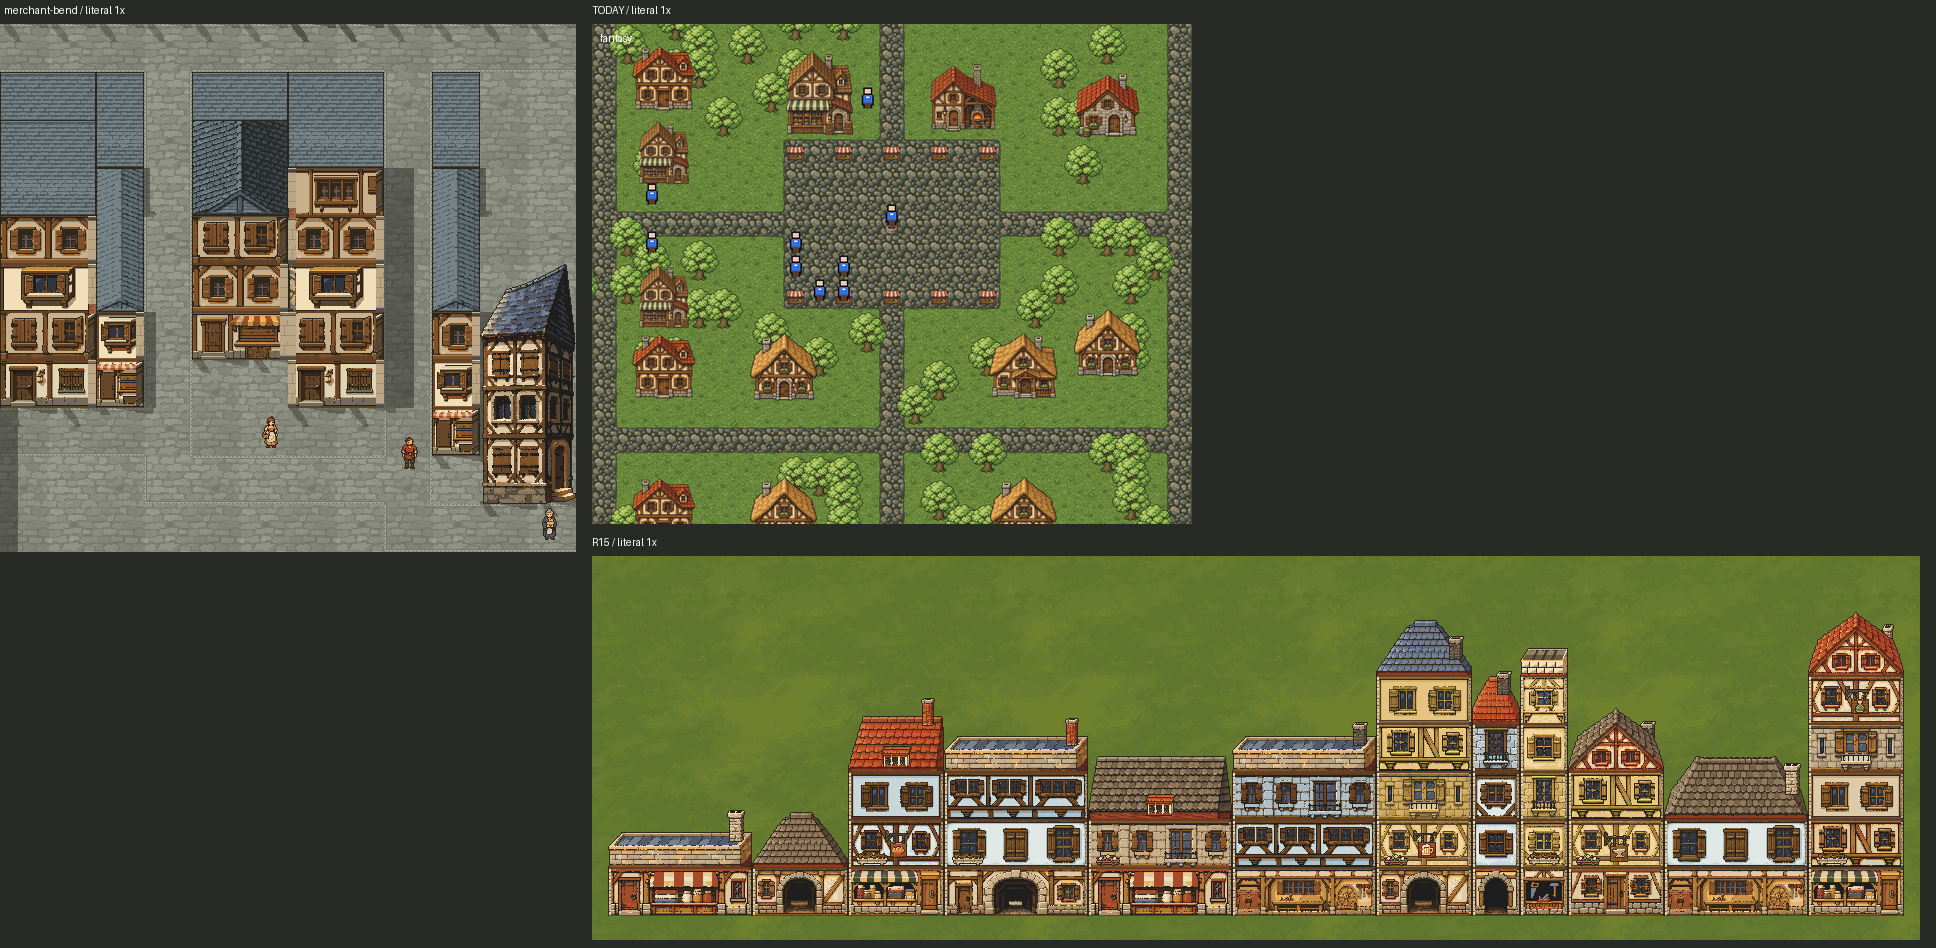 merchant-bend / literal 1x
TODAY / literal 1x
fantasy
R15 / literal 1x